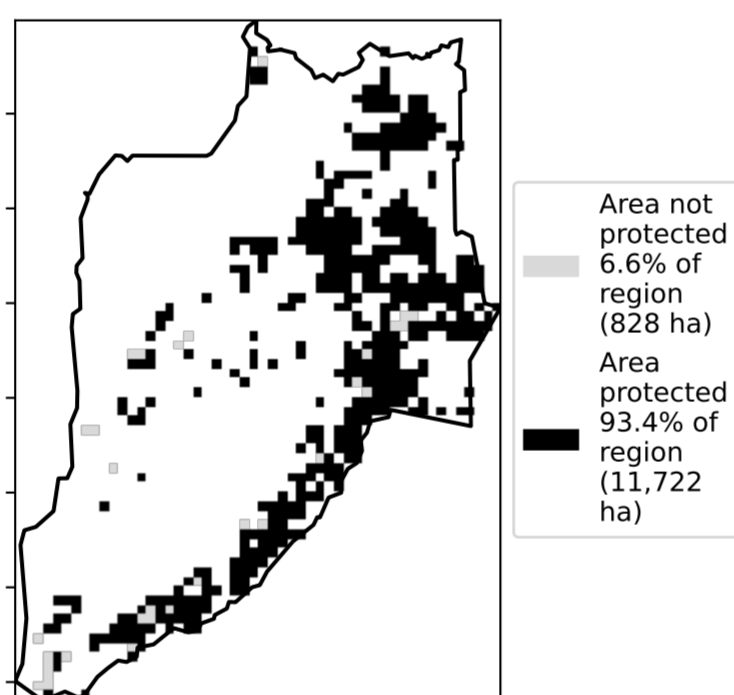 Area not
protected
6.6% of
region
(828 ha)
Area
protected
93.4% of
region
(11,722
ha)